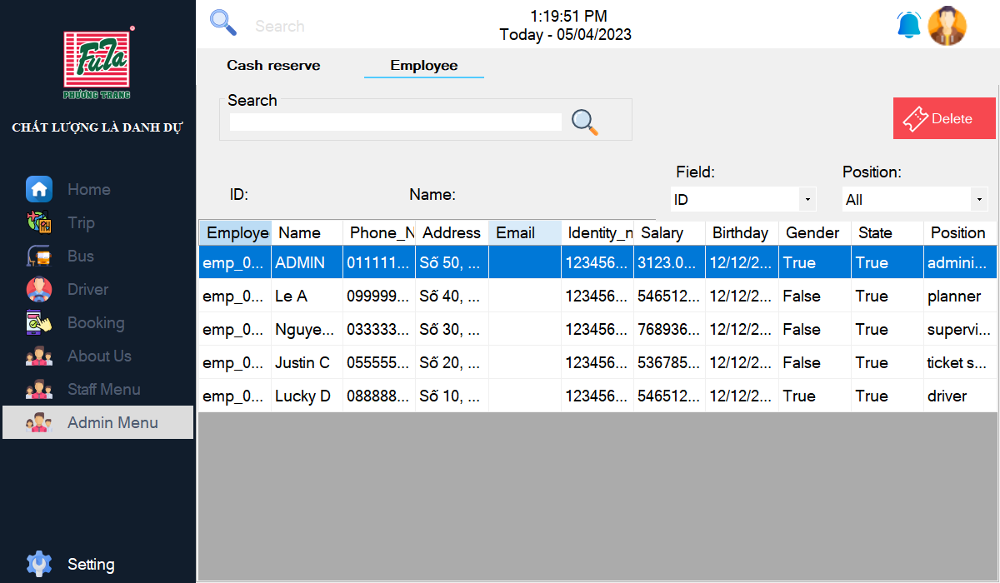 FuTa
PHƯƠNG TRANG
CHẤT LƯỢNG LÀ DANH DỰ
Home
Trip
Bus
Driver
Booking
About Us
Staff Menu
Admin Menu
Setting
Search
1:19:51 PM
Today - 05/04/2023
Cash reserve Employee
Search
Delete
Field: Position:
ID: Name: ID All
Employe Name Phone_N Address Email Identity_n Salary Birthday Gender State Position
emp_0... ADMIN 011111... Số 50, ... 123456... 3123.0... 12/12/2... True True admini...
emp_0... Le A 099999... Số 40, ... 123456... 546512... 12/12/2... False True planner
emp_0... Nguye... 033333... Số 30, ... 123456... 768936... 12/12/2... False True supervi...
emp_0... Justin C 055555... Số 20, ... 123456... 536785... 12/12/2... False True ticket s...
emp_0... Lucky D 088888... Số 10, ... 123456... 546512... 12/12/2... True True driver